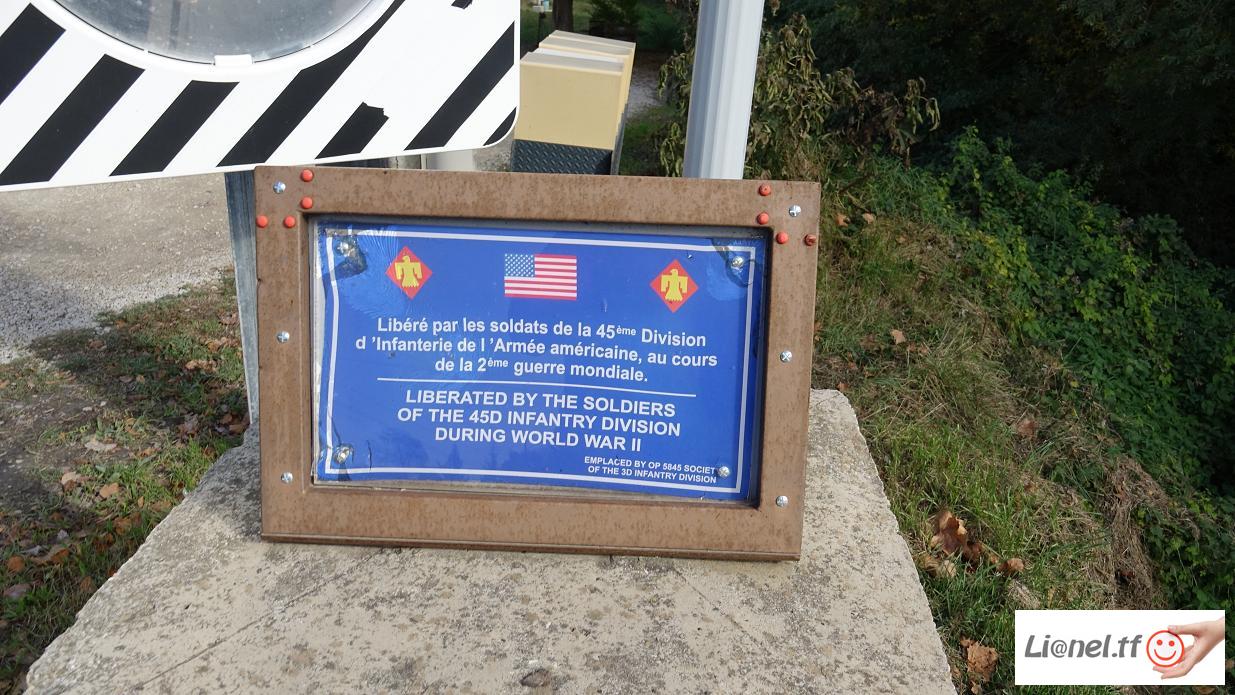 Libéré par les soldats de la 45ème Division
d 'Infanterie de l 'Armée américaine, au cours
de la 2ème guerre mondiale.
LIBERATED BY THE SOLDIERS
OF THE 45D INFANTRY DIVISION
DURING WORLD WAR II
EMPLACED BY OP 5845 SOCIET
OF THE 3D INFANTRY DIVISION
Li@nel.tf